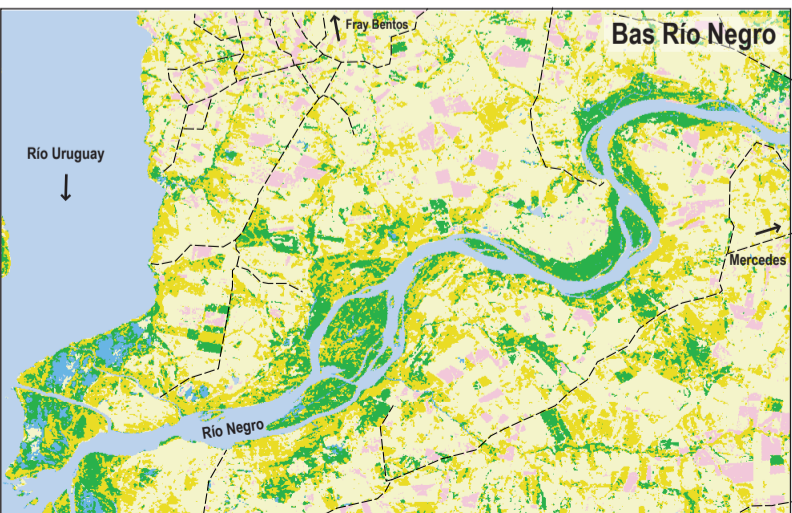 Fray Bentos
Bas Río Negro
Río Uruguay
Mercedes
Río Negro